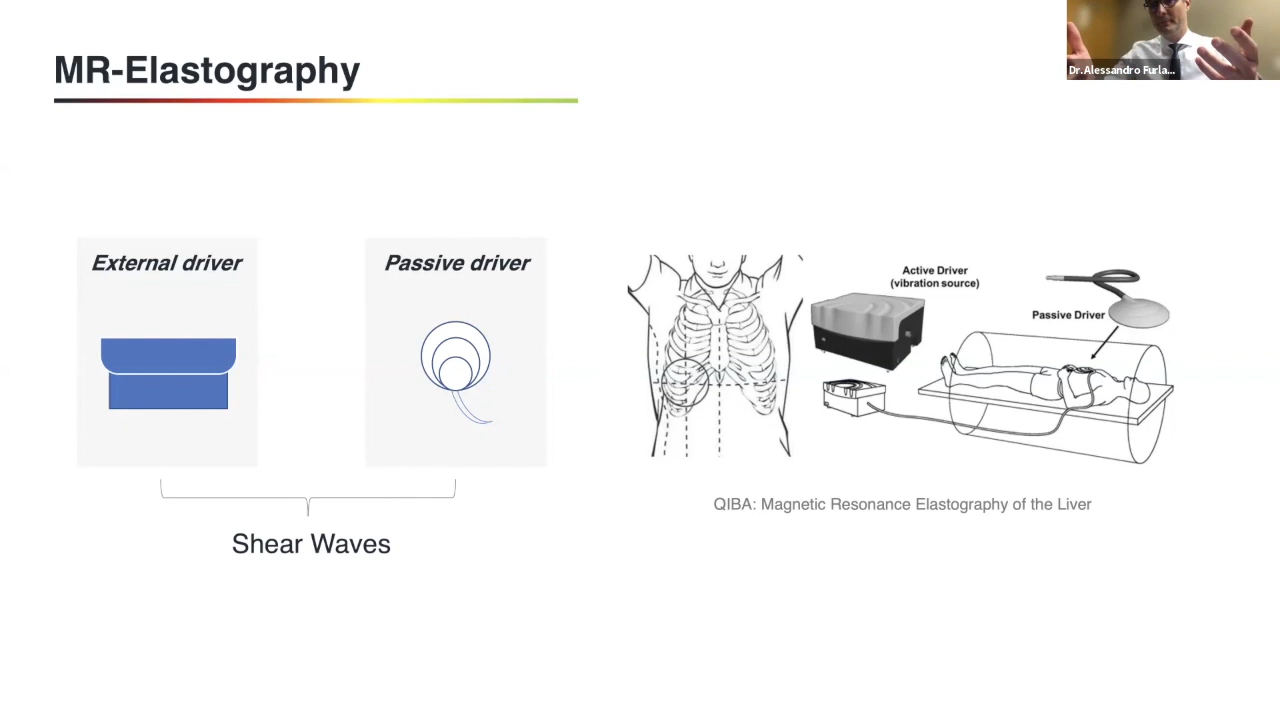 MR-Elastography
Dr.Alessandro Furla...
External driver
Passive driver
Shear Waves
Active Driver
(vibration source)
Passive Driver
QIBA: Magnetic Resonance Elastography of the Liver